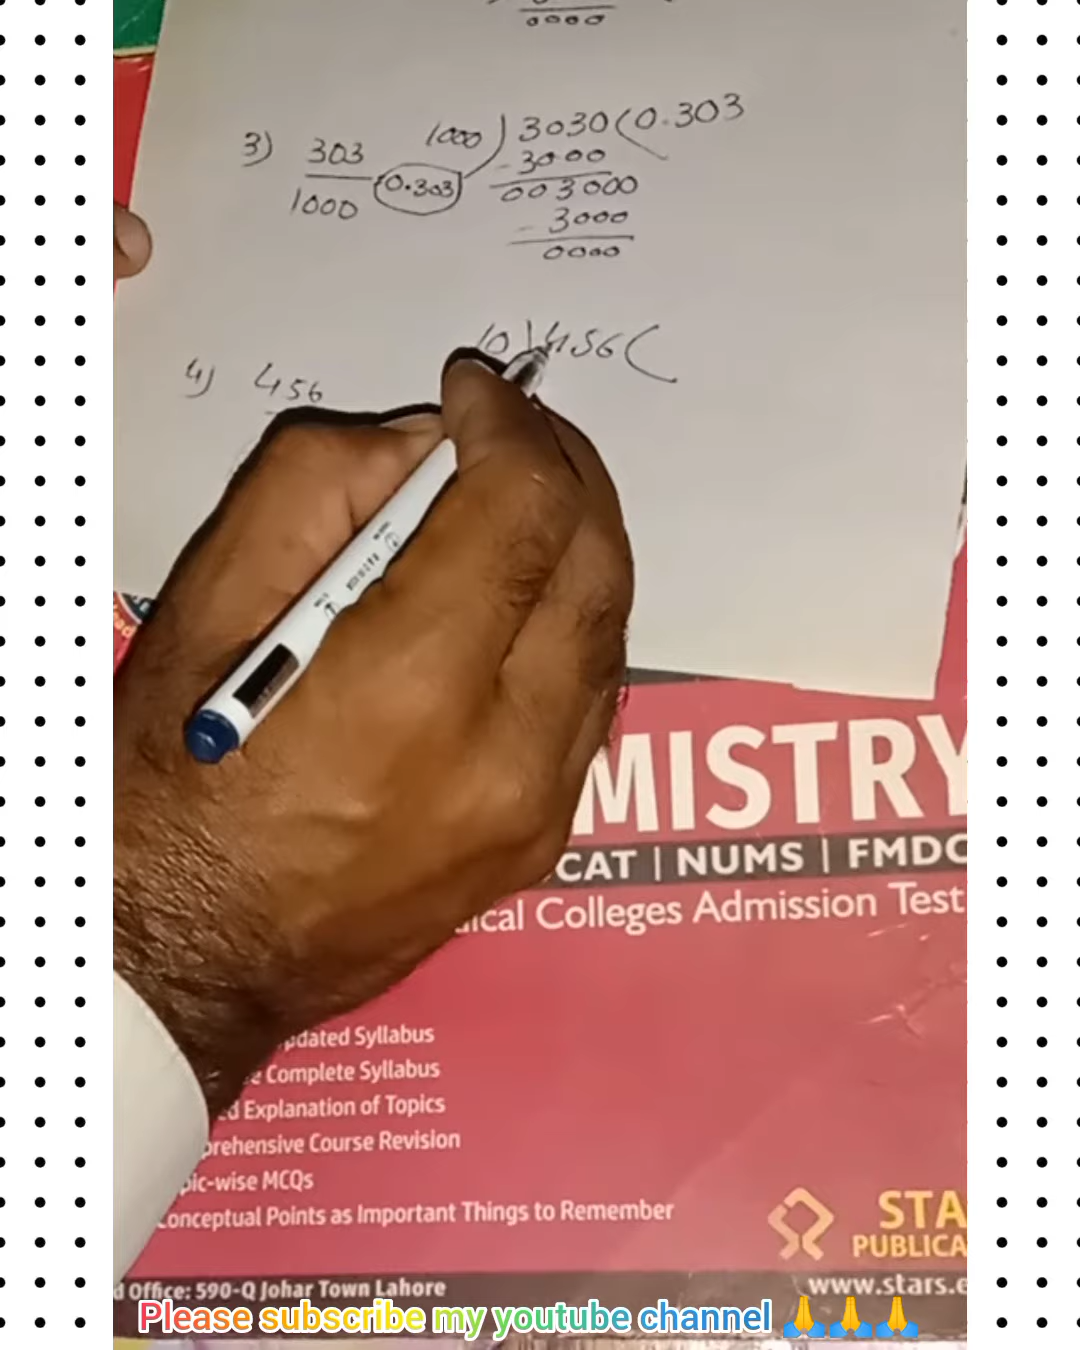 0000
3) 303 1000 ) 3030 ( 0.303
- 3000
1000 0.303 003000
- 3000
0000
10 ) 456 (
4) 456
MISTRY
CAT | NUMS | FMDC
ical Colleges Admission Test
pdated Syllabus
e Complete Syllabus
ed Explanation of Topics
prehensive Course Revision
pic-wise MCQs
Conceptual Points as Important Things to Remember
STA
PUBLICA
d Office: 590-Q Johar Town Lahore
www.stars.e
Please subscribe my youtube channel 🙏🙏🙏